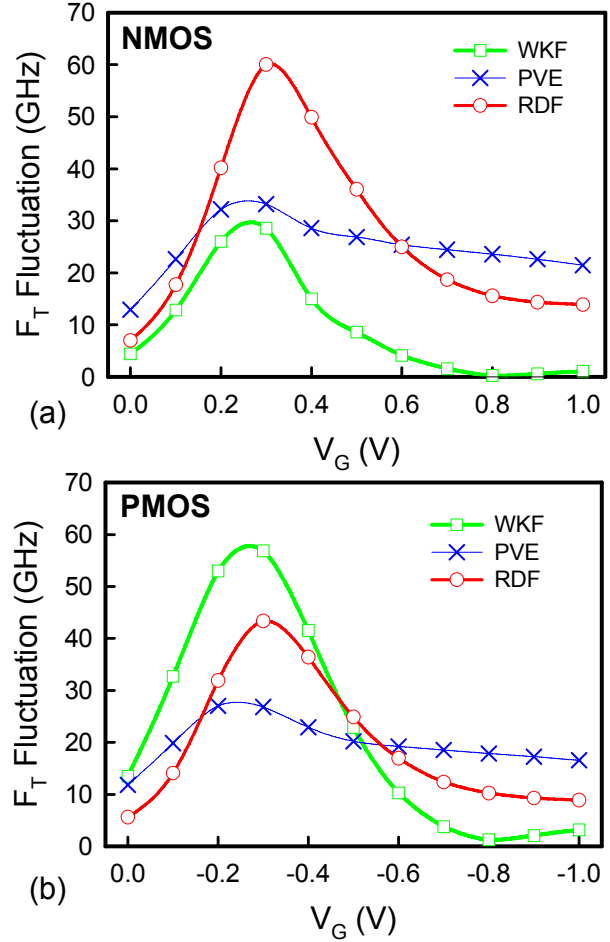 NMOS
WKF
PVE
RDF
F_T Fluctuation (GHz)
70
60
50
40
30
20
10
0
0.0 0.2 0.4 0.6 0.8 1.0
(a)
V_G (V)
PMOS
WKF
PVE
RDF
F_T Fluctuation (GHz)
70
60
50
40
30
20
10
0
0.0 -0.2 -0.4 -0.6 -0.8 -1.0
(b)
V_G (V)